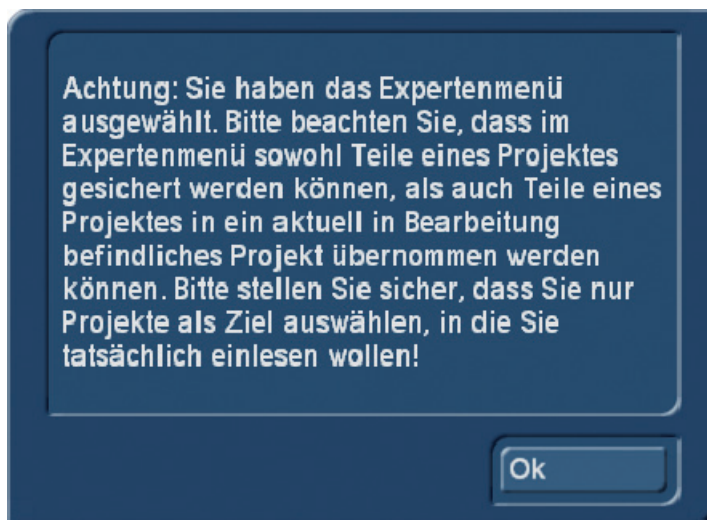 Achtung: Sie haben das Expertenmenü
ausgewählt. Bitte beachten Sie, dass im
Expertenmenü sowohl Teile eines Projektes
gesichert werden können, als auch Teile eines
Projektes in ein aktuell in Bearbeitung
befindliches Projekt übernommen werden
können. Bitte stellen Sie sicher, dass Sie nur
Projekte als Ziel auswählen, in die Sie
tatsächlich einlesen wollen!
Ok